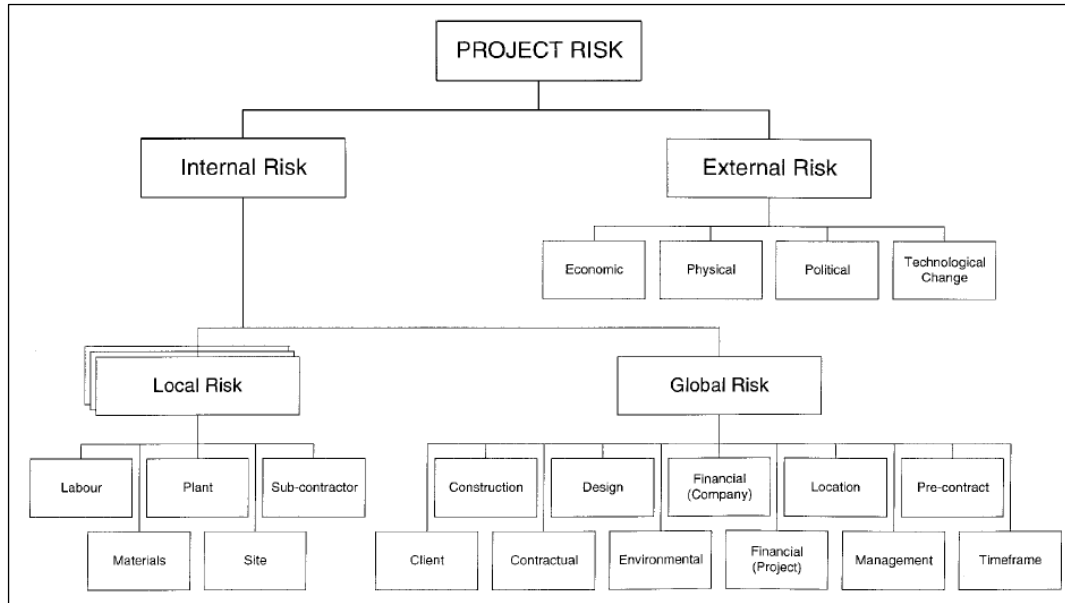 PROJECT RISK
Internal Risk
External Risk
Economic
Physical
Political
Technological
Change
Local Risk
Global Risk
Labour
Plant
Sub-contractor
Construction
Design
Financial
(Company)
Location
Pre-contract
Materials
Site
Client
Contractual
Environmental
Financial
(Project)
Management
Timeframe